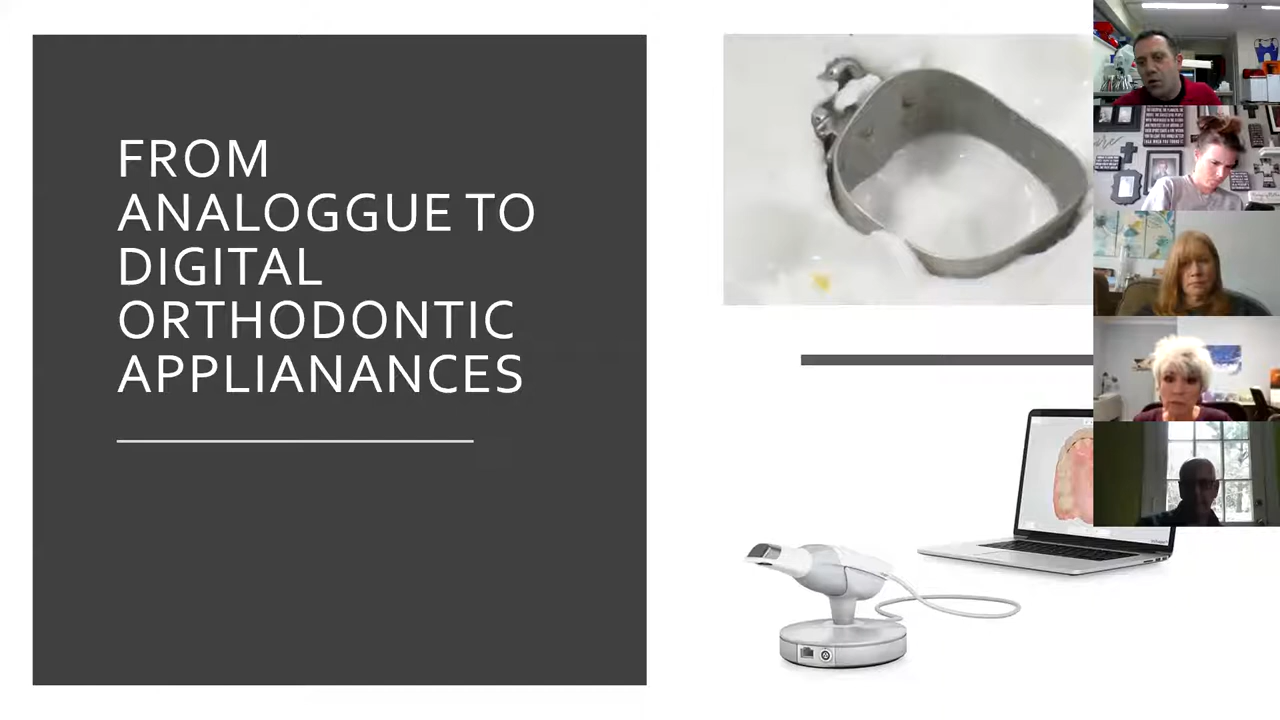 FROM
ANALOGGUE TO
DIGITAL
ORTHODONTIC
APPLIANANCES